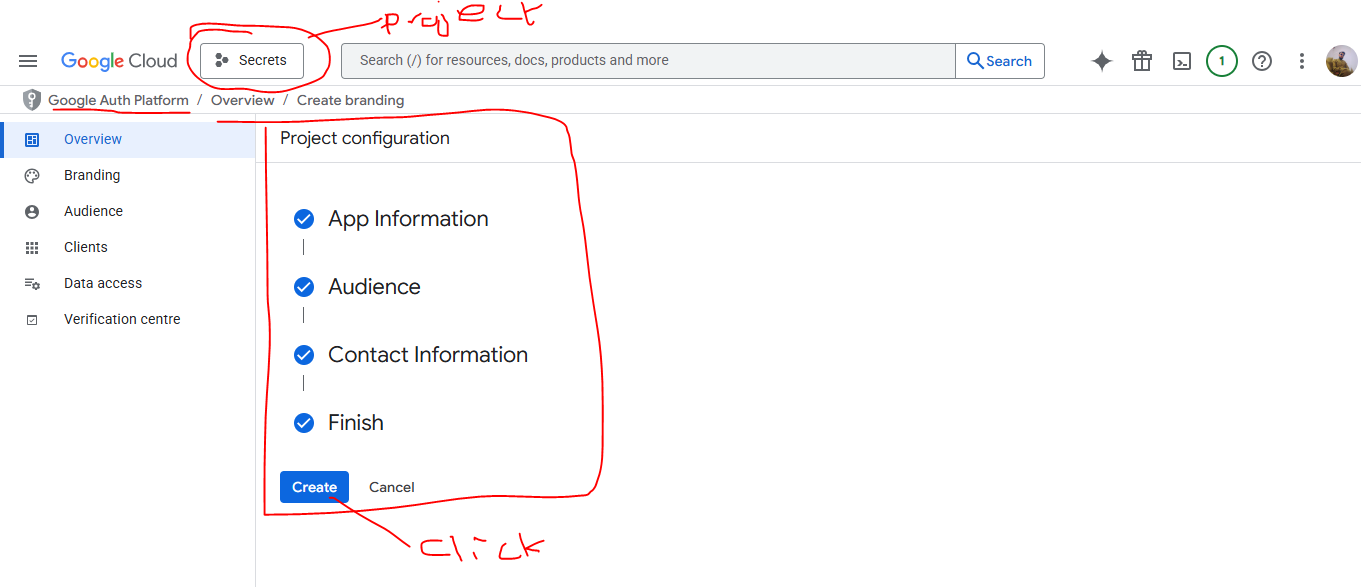 project
Google Cloud Secrets Search (/) for resources, docs, products and more Search 1
Google Auth Platform / Overview / Create branding
Overview
Project configuration
Branding
Audience
Clients
Data access
Verification centre
App Information
Audience
Contact Information
Finish
Create Cancel
click